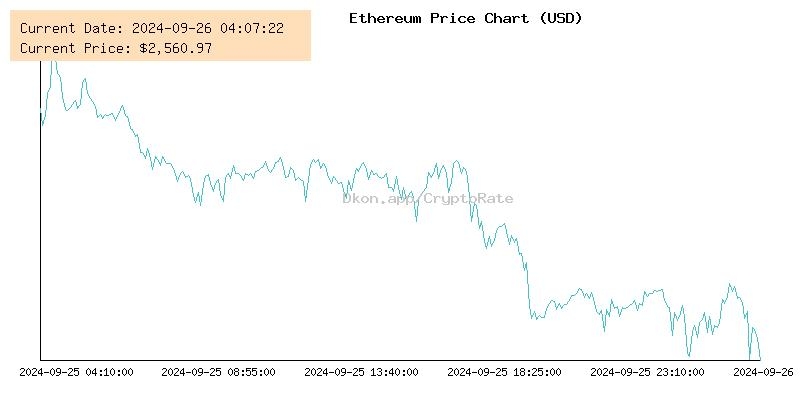 Ethereum Price Chart (USD)
Current Date: 2024-09-26 04:07:22
Current Price: $2,560.97
Dkon.app/CryptoRate
2024-09-25 04:10:00 2024-09-25 08:55:00 2024-09-25 13:40:00 2024-09-25 18:25:00 2024-09-25 23:10:00 2024-09-26